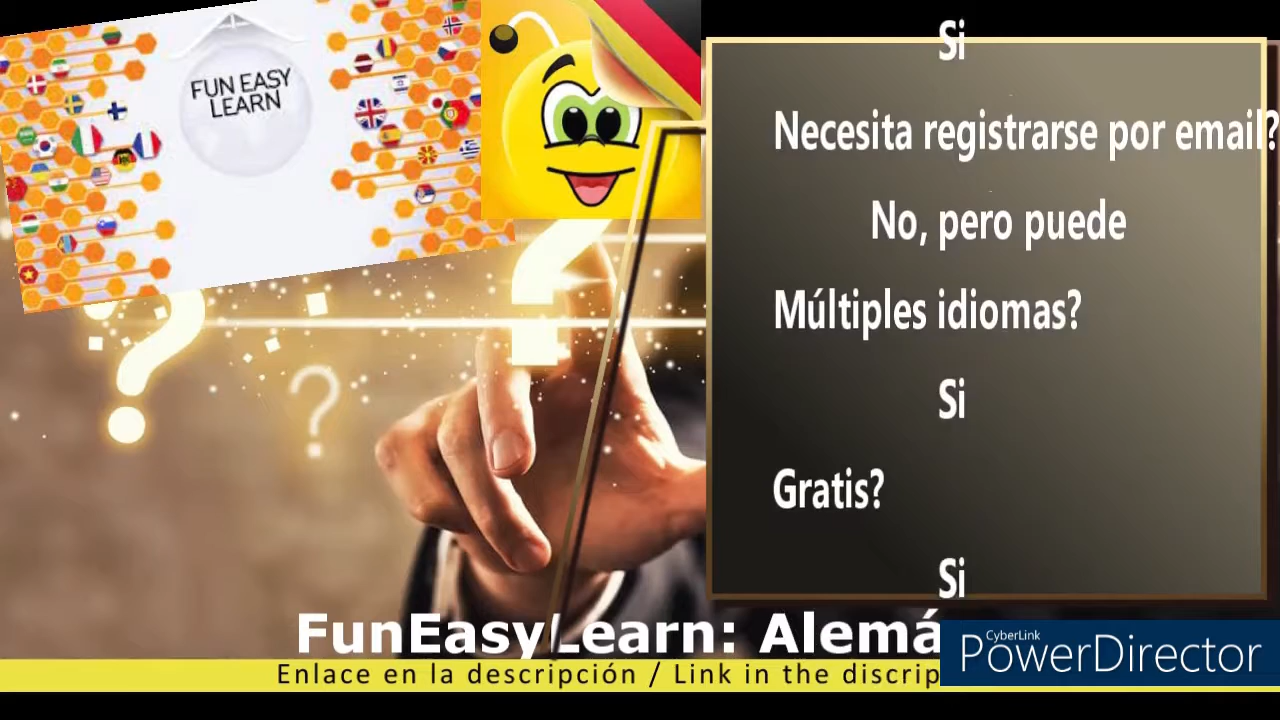 FUN EASY
LEARN
Si
Necesita registrarse por email?
No, pero puede
Múltiples idiomas?
Si
Gratis?
Si
FunEasyLearn: Alemá
Enlace en la descripción / Link in the discrip
CyberLink
PowerDirector